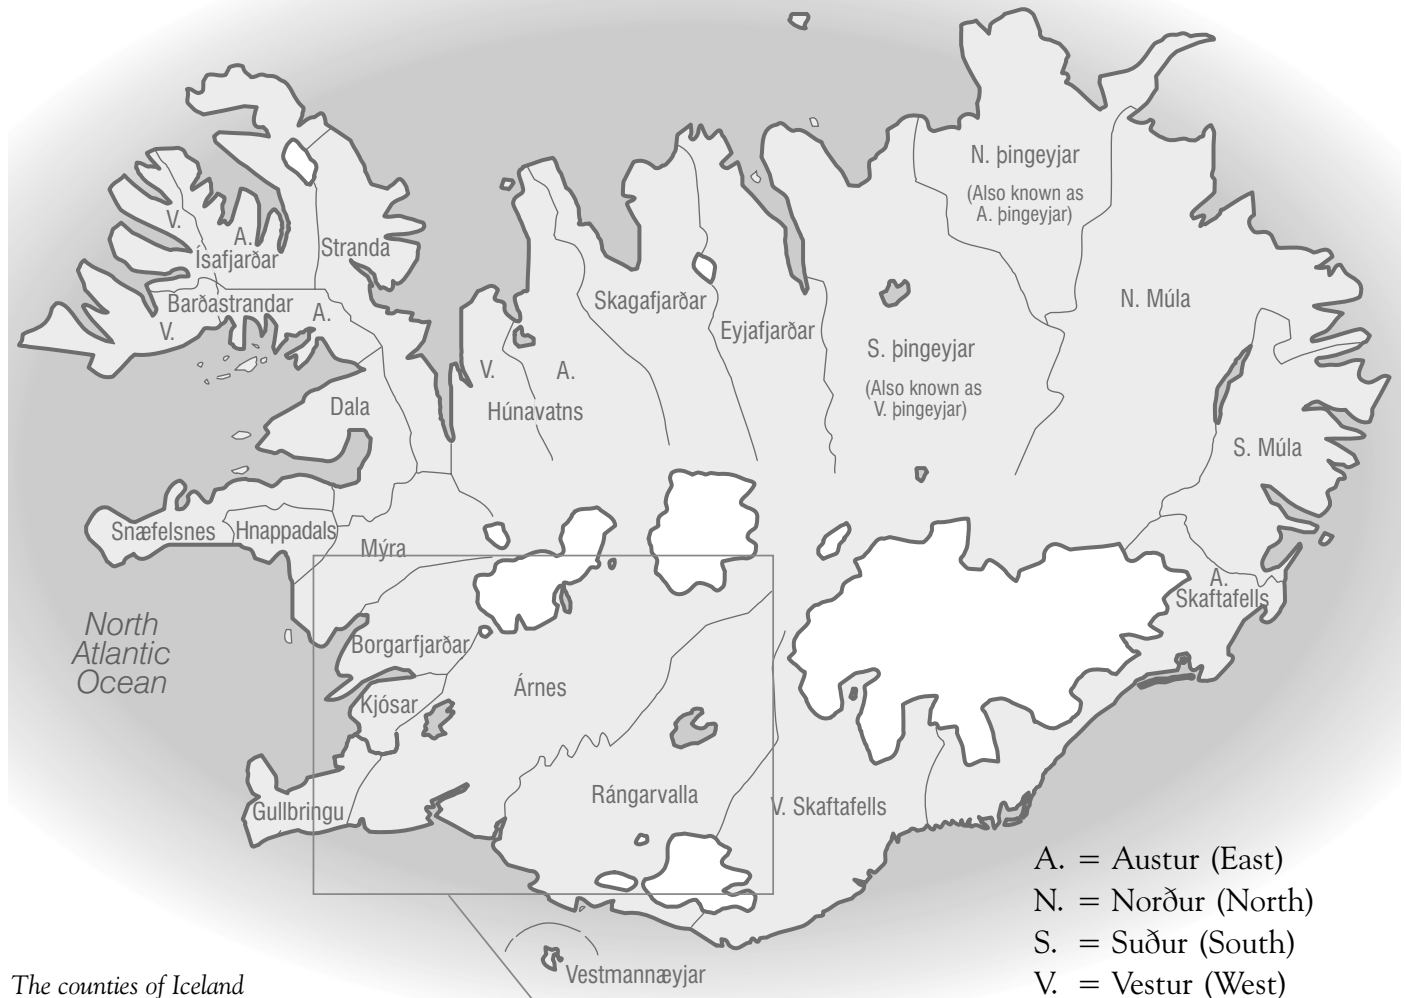 N. þingeyjar
(Also known as
A. þingeyjar)
V.
A.
Ísafjarðar
Stranda
Barðastrandar
V.
A.
Skagafjarðar
Eyjafjarðar
N. Múla
S. þingeyjar
(Also known as
V. þingeyjar)
V.
A.
Húnavatns
Dala
S. Múla
Snæfelsnes
Hnappadals
Mýra
A.
Skaftafells
North
Atlantic
Ocean
Borgarfjarðar
Árnes
Kjósar
Gullbringu
Rángarvalla
V. Skaftafells
Vestmannæyjar
A. = Austur (East)
N. = Norður (North)
S. = Suður (South)
V. = Vestur (West)
The counties of Iceland